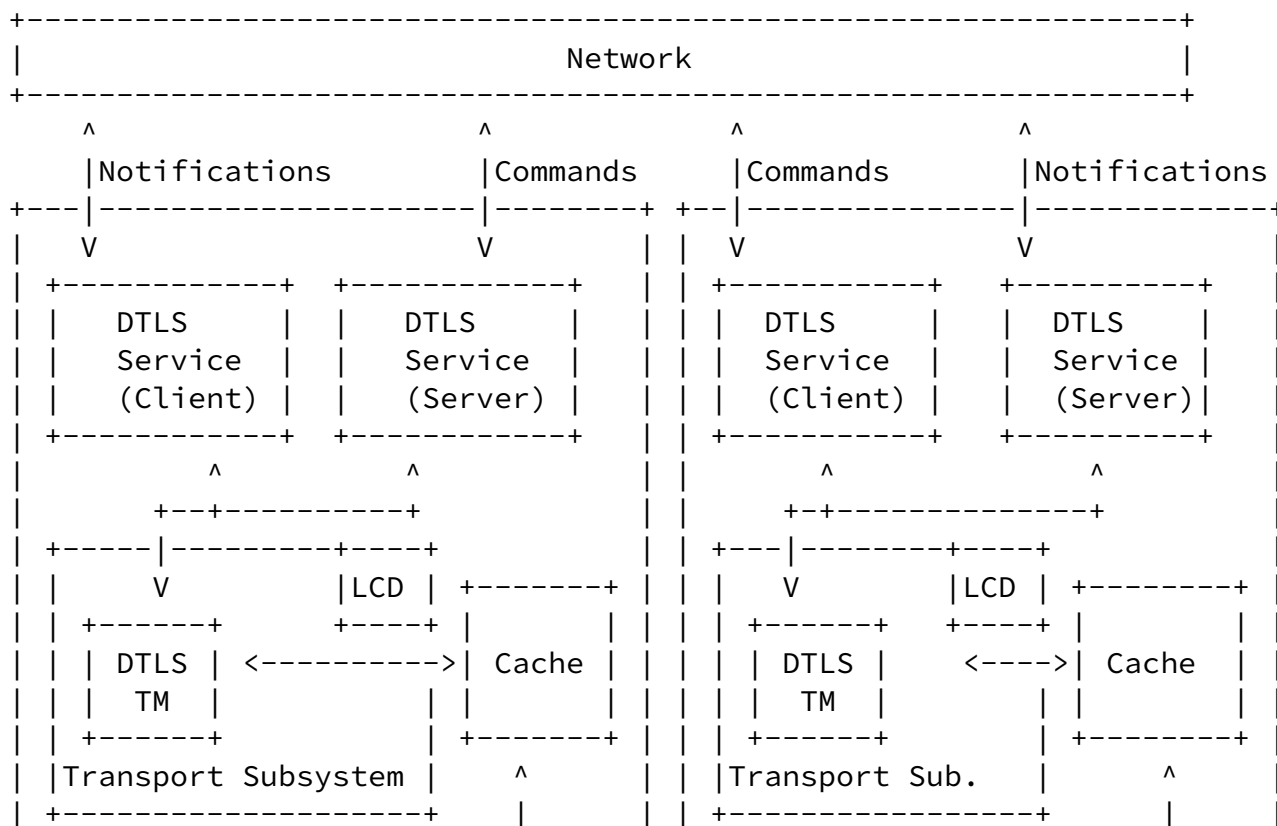 +----------------------------------------------------------------+
|                              Network                           |
+----------------------------------------------------------------+
    ^                     ^             ^               ^
    |Notifications        |Commands     |Commands       |Notifications
+---|---------------------|--------+ +--|---------------|-------------+
|   V                     V        | |  V               V             |
| +------------+  +------------+   | | +-----------+   +----------+   |
| |   DTLS     |  |   DTLS     |   | | |  DTLS     |   |  DTLS    |   |
| |   Service  |  |   Service  |   | | |  Service  |   |  Service |   |
| |   (Client) |  |   (Server) |   | | |  (Client) |   |  (Server)|   |
| +------------+  +------------+   | | +-----------+   +----------+   |
|          ^          ^            | |       ^              ^         |
|       +--+----------+            | |     +-+--------------+         |
| +-----|---------+----+           | | +---|--------+----+            |
| |     V         |LCD | +-------+ | | |   V        |LCD | +--------+ |
| | +------+      +----+ |       | | | | +------+   +----+ |        | |
| | | DTLS | <---------->| Cache | | | | | DTLS |    <---->| Cache  | |
| | |  TM  |           | |       | | | | |  TM  |        | |        | |
| | +------+           | +-------+ | | | +------+        | +--------+ |
| |Transport Subsystem |    ^      | | |Transport Sub.   |      ^     |
| +--------------------+    |      | | +-----------------+      |     |